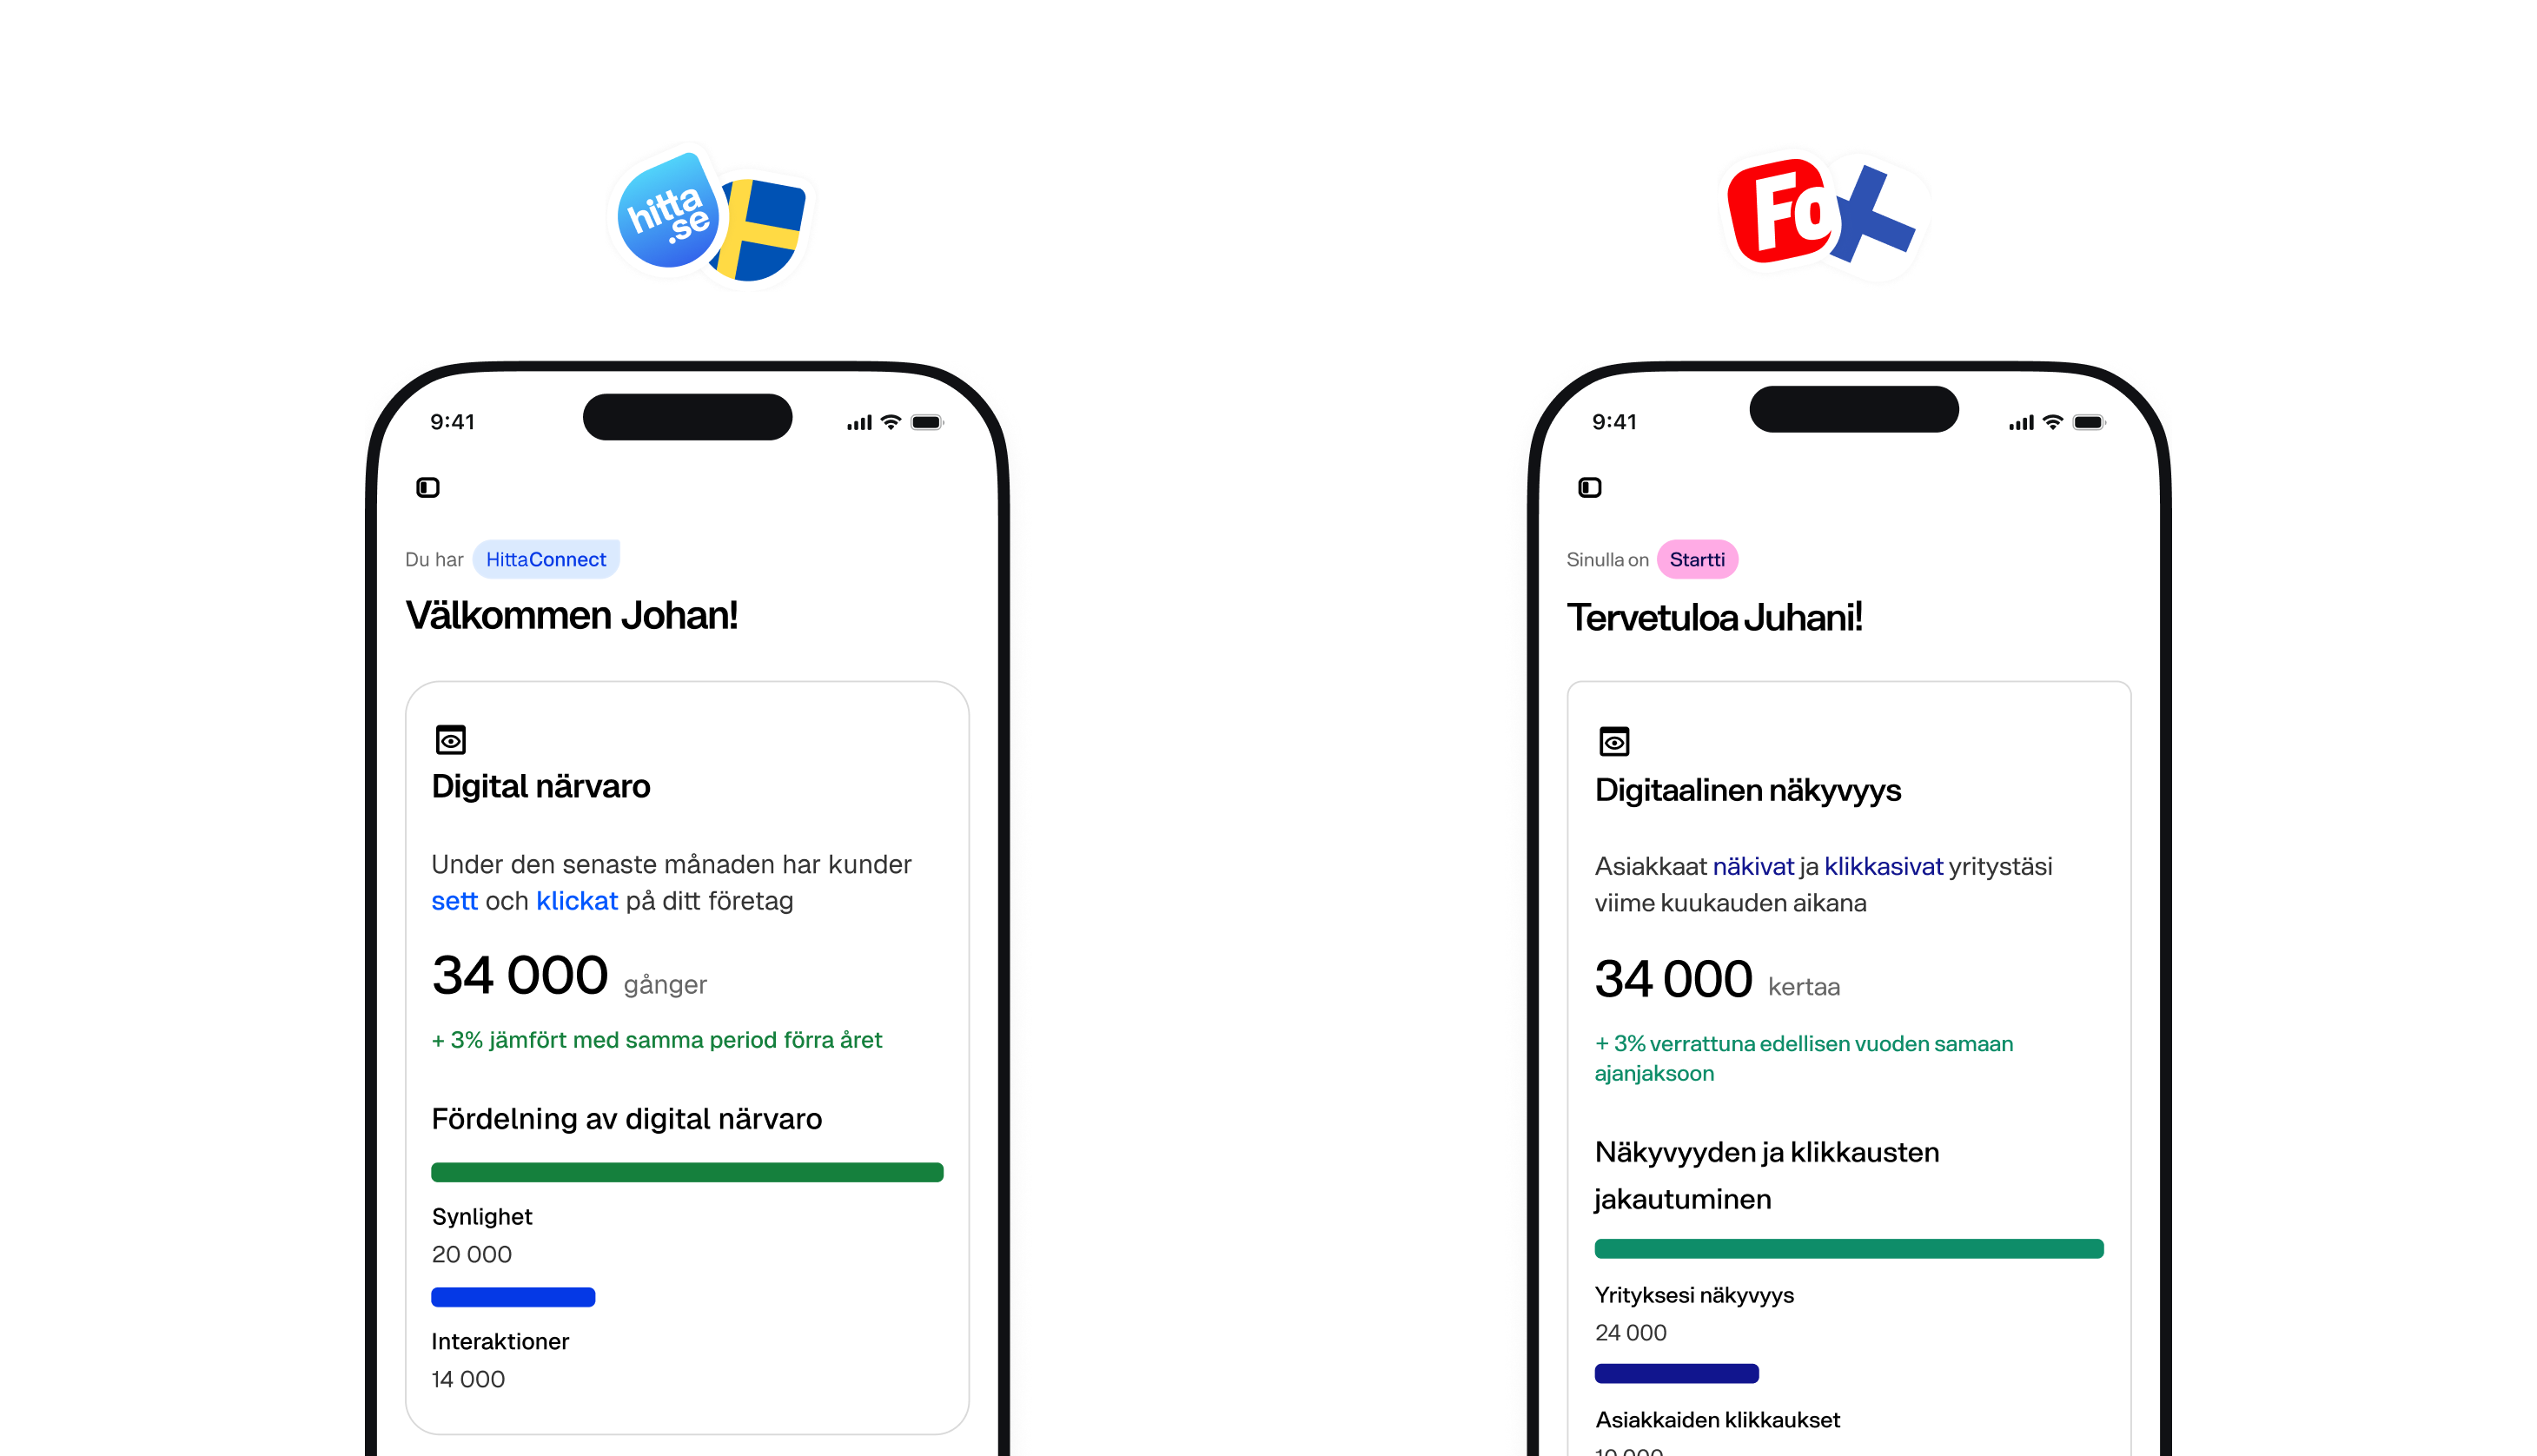 hitta
.se
9:41
Du har HittaConnect
Välkommen Johan!
Digital närvaro
Under den senaste månaden har kunder
sett och klickat på ditt företag
34 000 gånger
+ 3% jämfört med samma period förra året
Fördelning av digital närvaro
Synlighet
20 000
Interaktioner
14 000
Fo
9:41
Sinulla on Startti
Tervetuloa Juhani!
Digitaalinen näkyvyys
Asiakkaat näkivat ja klikkasivat yritystäsi
viime kuukauden aikana
34 000 kertaa
+ 3% verrattuna edellisen vuoden samaan
ajanjaksoon
Näkyvyyden ja klikkausten
jakautuminen
Yrityksesi näkyvyys
24 000
Asiakkaiden klikkaukset